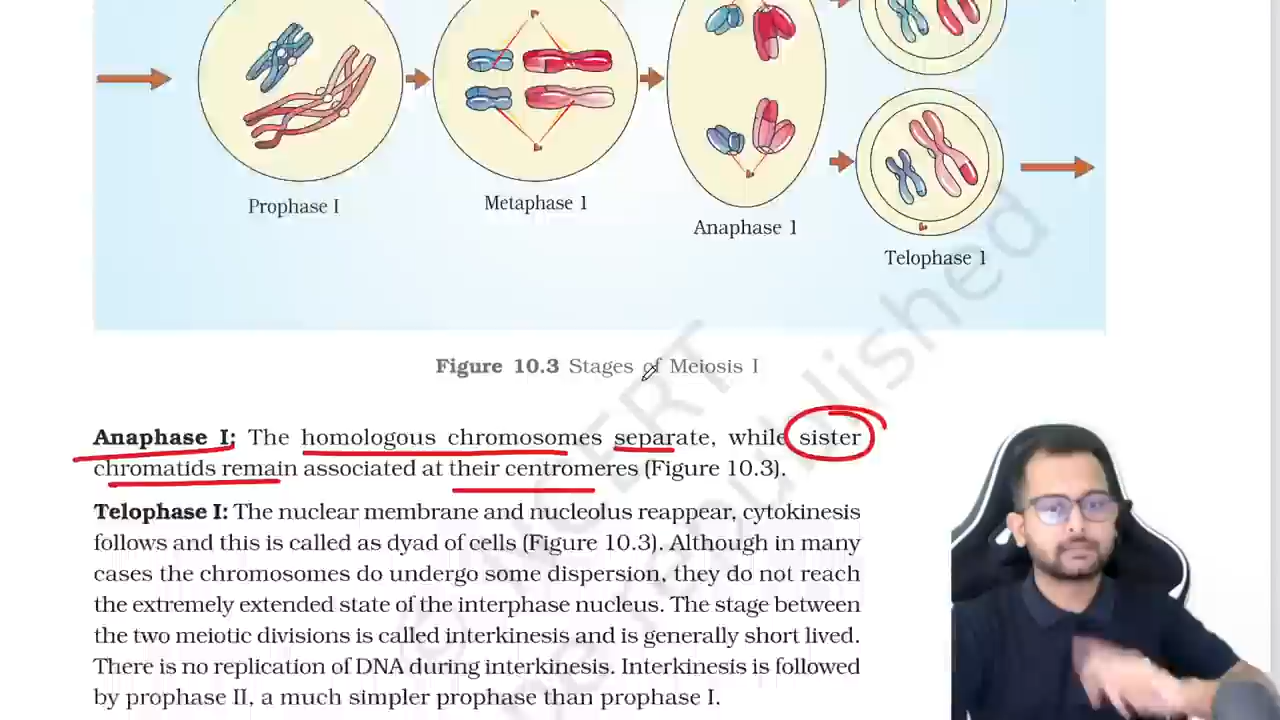 Prophase I
Metaphase 1
Anaphase 1
Telophase 1
Figure 10.3 Stages of Meiosis I
Anaphase I: The homologous chromosomes separate, while sister
chromatids remain associated at their centromeres (Figure 10.3).
Telophase I: The nuclear membrane and nucleolus reappear, cytokinesis
follows and this is called as dyad of cells (Figure 10.3). Although in many
cases the chromosomes do undergo some dispersion, they do not reach
the extremely extended state of the interphase nucleus. The stage between
the two meiotic divisions is called interkinesis and is generally short lived.
There is no replication of DNA during interkinesis. Interkinesis is followed
by prophase II, a much simpler prophase than prophase I.
© NCERT
not to be republished